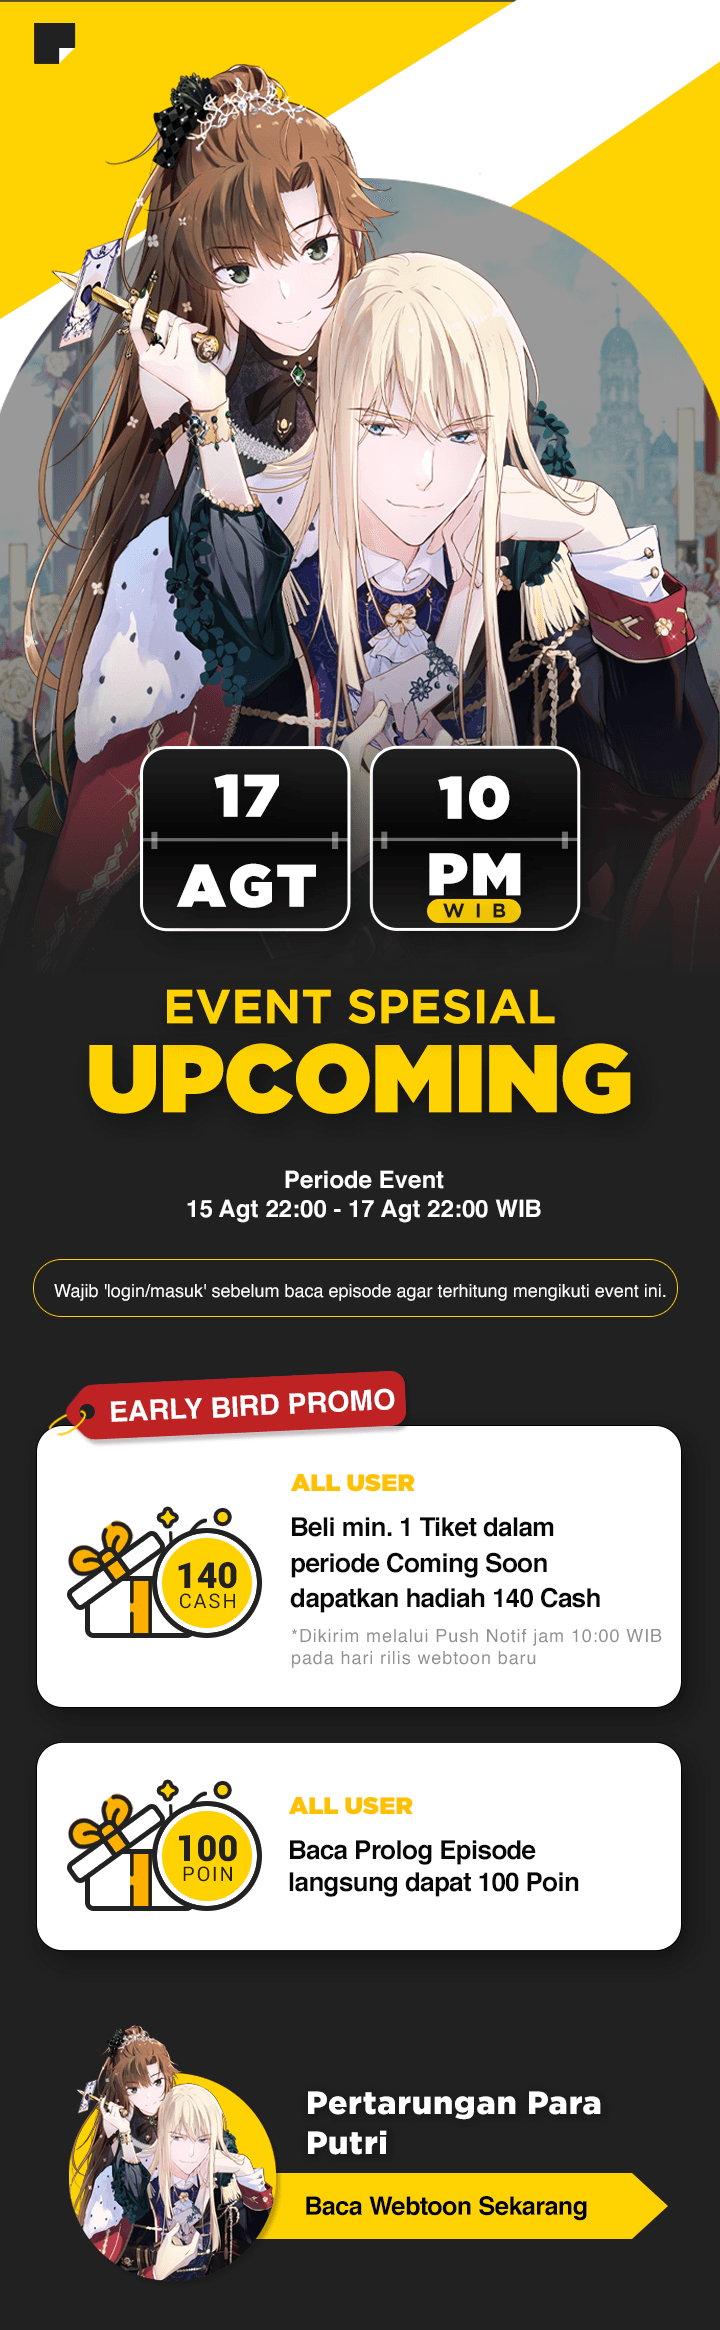 17
AGT
10
PM
WIB
EVENT SPESIAL
UPCOMING
Periode Event
15 Agt 22:00 - 17 Agt 22:00 WIB
Wajib 'login/masuk' sebelum baca episode agar terhitung mengikuti event ini.
EARLY BIRD PROMO
140
CASH
ALL USER
Beli min. 1 Tiket dalam
periode Coming Soon
dapatkan hadiah 140 Cash
*Dikirim melalui Push Notif jam 10:00 WIB
pada hari rilis webtoon baru
100
POIN
ALL USER
Baca Prolog Episode
langsung dapat 100 Poin
Pertarungan Para
Putri
Baca Webtoon Sekarang